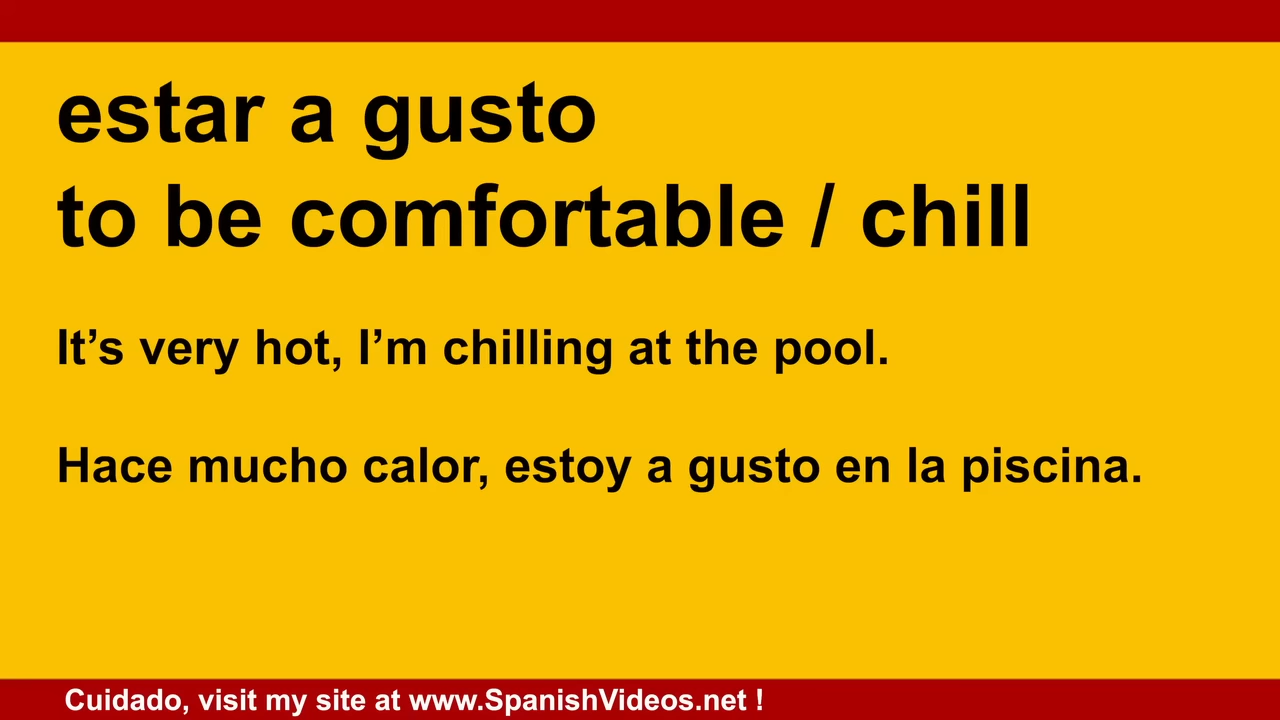 estar a gusto
to be comfortable / chill
It’s very hot, I’m chilling at the pool.
Hace mucho calor, estoy a gusto en la piscina.
Cuidado, visit my site at www.SpanishVideos.net !